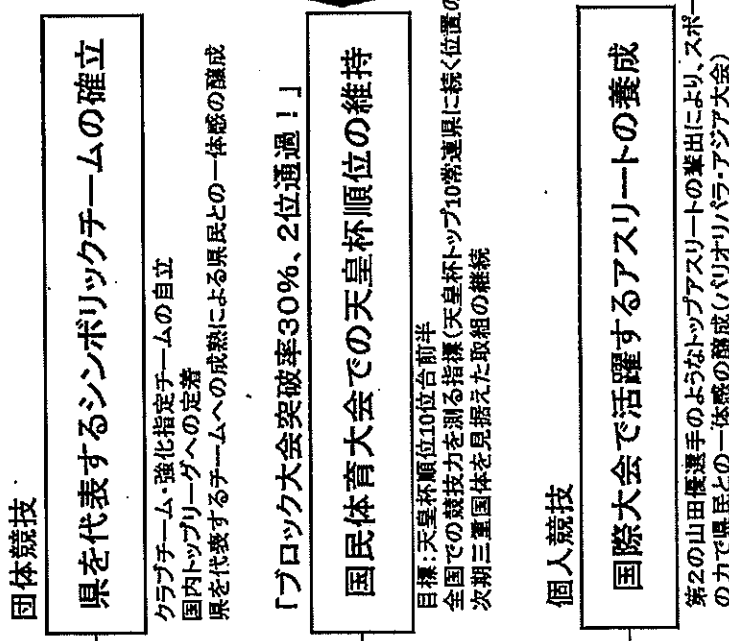 団体競技
県を代表するシンボリックチームの確立
クラブチーム・強化指定チームの自立
国内トップリーグへの定着
県を代表するチームへの成熟による県民との一体感の醸成
「ブロック大会突破率30%、2位通過!」
国民体育大会での天皇杯順位の維持
目標:天皇杯順位10位台前半
全国での競技力を測る指標(天皇杯トップ10常連県に続く位置の
次期三重国体を見据えた取組の継続
個人競技
国際大会で活躍するアスリートの養成
第2の山田優選手のようなトップアスリートの輩出により、スポー
の力で県民との一体感の醸成(パリオリパラ・アジア大会)